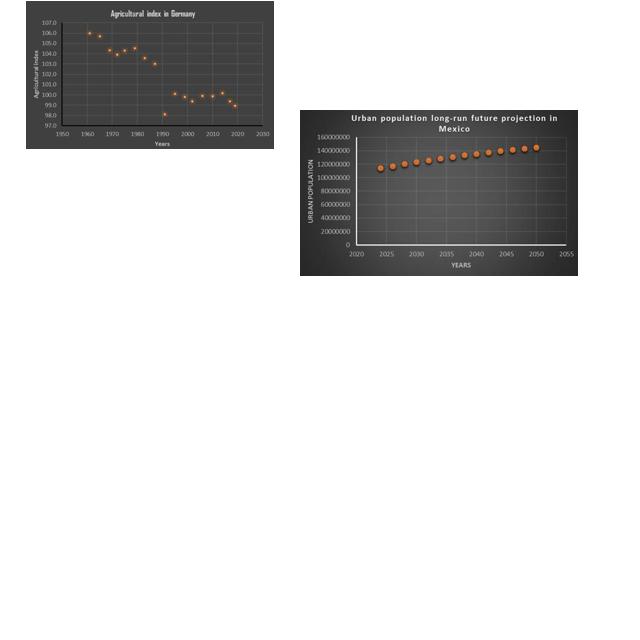 Agricultural index in Germany
107.0
106.0
105.0
104.0
103.0
102.0
101.0
100.0
99.0
98.0
97.0
Agricultural index
1950 1960 1970 1980 1990 2000 2010 2020 2030
Years
Urban population long-run future projection in
Mexico
160000000
140000000
120000000
100000000
80000000
60000000
40000000
20000000
0
URBAN POPULATION
2020 2025 2030 2035 2040 2045 2050 2055
YEARS